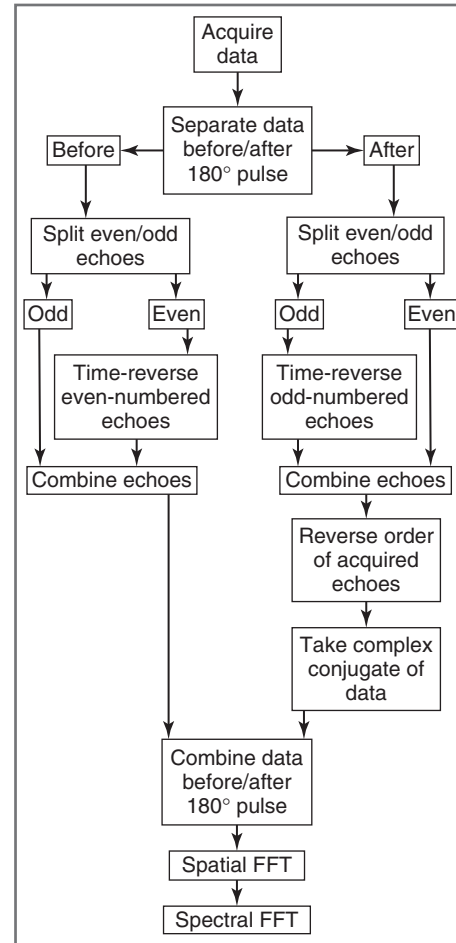 Acquire
data
Separate data
before/after
180° pulse
Before
After
Split even/odd
echoes
Split even/odd
echoes
Odd
Even
Odd
Even
Time-reverse
even-numbered
echoes
Time-reverse
odd-numbered
echoes
Combine echoes
Combine echoes
Reverse order
of acquired
echoes
Take complex
conjugate of
data
Combine data
before/after
180° pulse
Spatial FFT
Spectral FFT